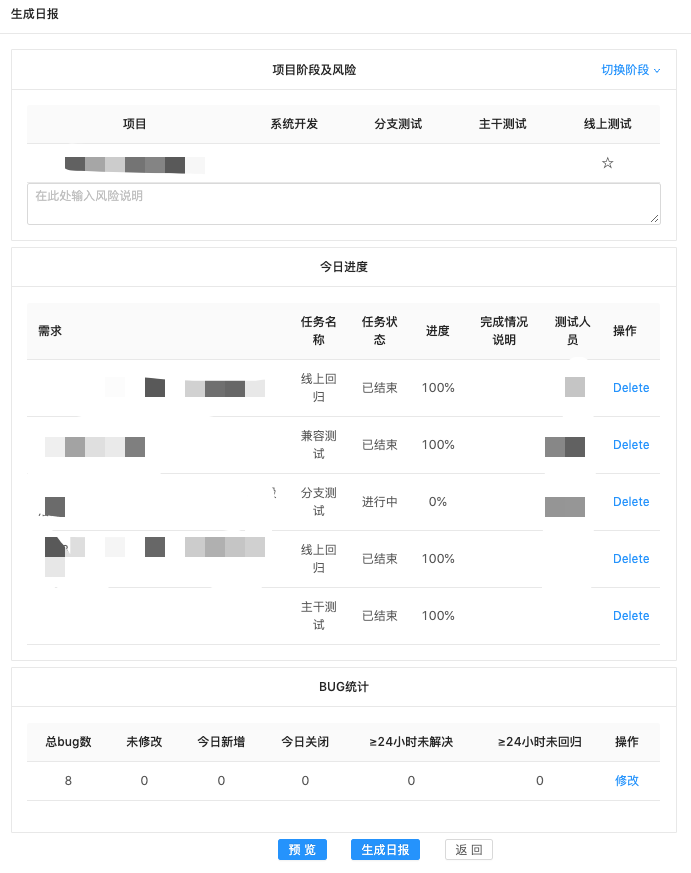 生成日报
项目阶段及风险 切换阶段
项目 系统开发 分支测试 主干测试 线上测试
☆
在此处输入风险说明
今日进度
需求 任务名称 任务状态 进度 完成情况说明 测试人员 操作
线上回归 已结束 100% Delete
兼容测试 已结束 100% Delete
分支测试 进行中 0% Delete
线上回归 已结束 100% Delete
主干测试 已结束 100% Delete
BUG统计
总bug数 未修改 今日新增 今日关闭 ≥24小时未解决 ≥24小时未回归 操作
8 0 0 0 0 0 修改
预 览 生成日报 返 回